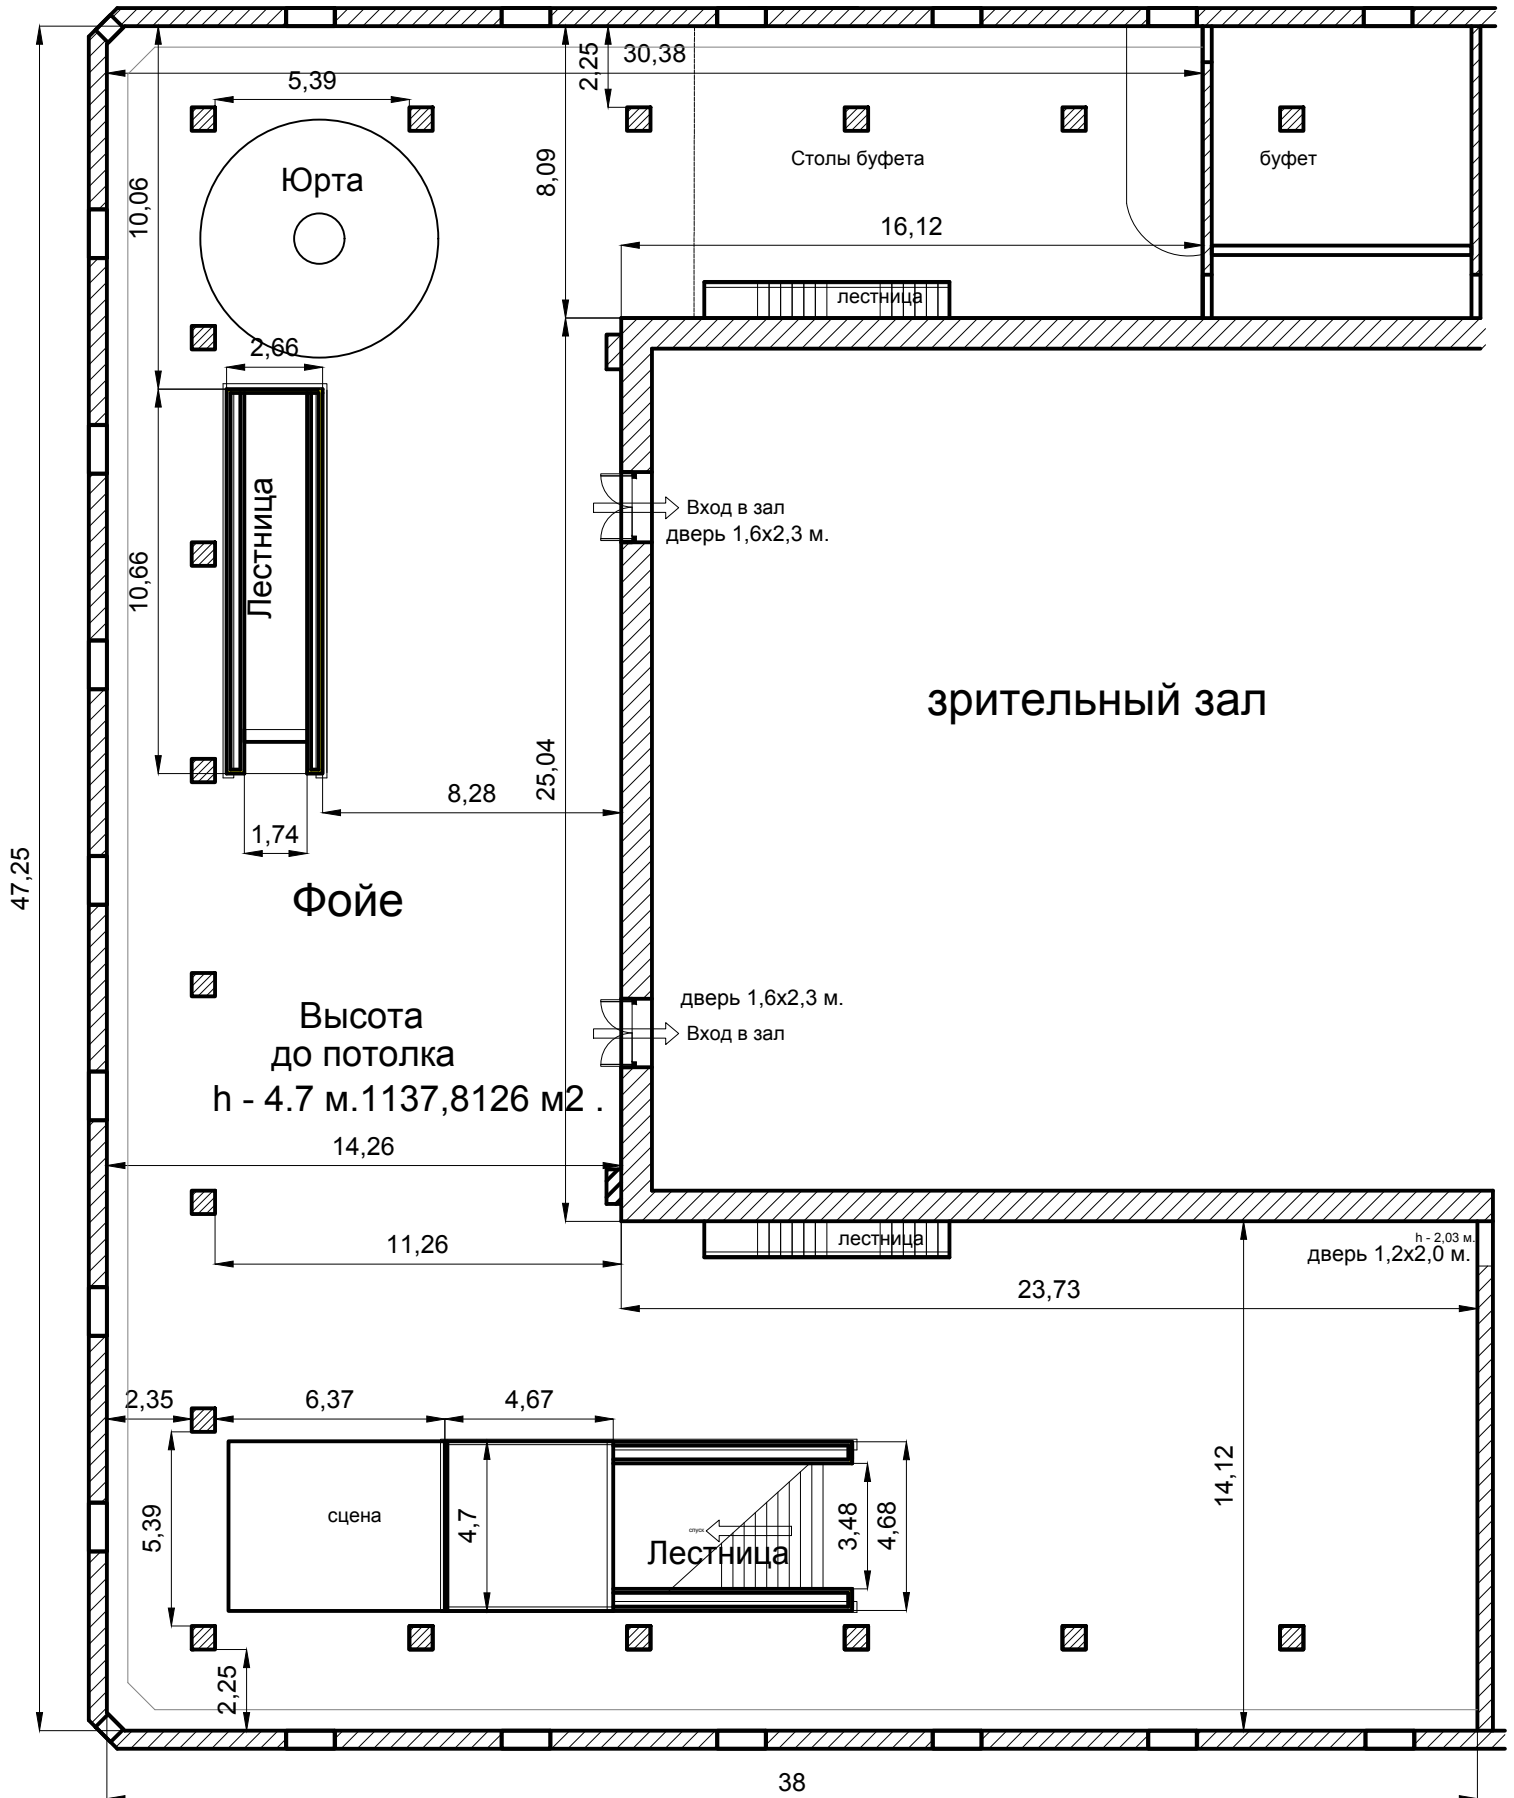 30,38
2,25
5,39
Столы буфета
буфет
Юрта
10,06
8,09
16,12
лестница
2,66
Лестница
Вход в зал
дверь 1,6х2,3 м.
10,66
зрительный зал
25,04
8,28
1,74
47,25
Фойе
дверь 1,6х2,3 м.
Вход в зал
Высота
до потолка
h - 4.7 м.1137,8126 м2 .
14,26
11,26
лестница
h - 2,03 м.
дверь 1,2х2,0 м.
23,73
2,35
6,37
4,67
14,12
5,39
сцена
4,7
спуск
Лестница
3,48
4,68
2,25
38